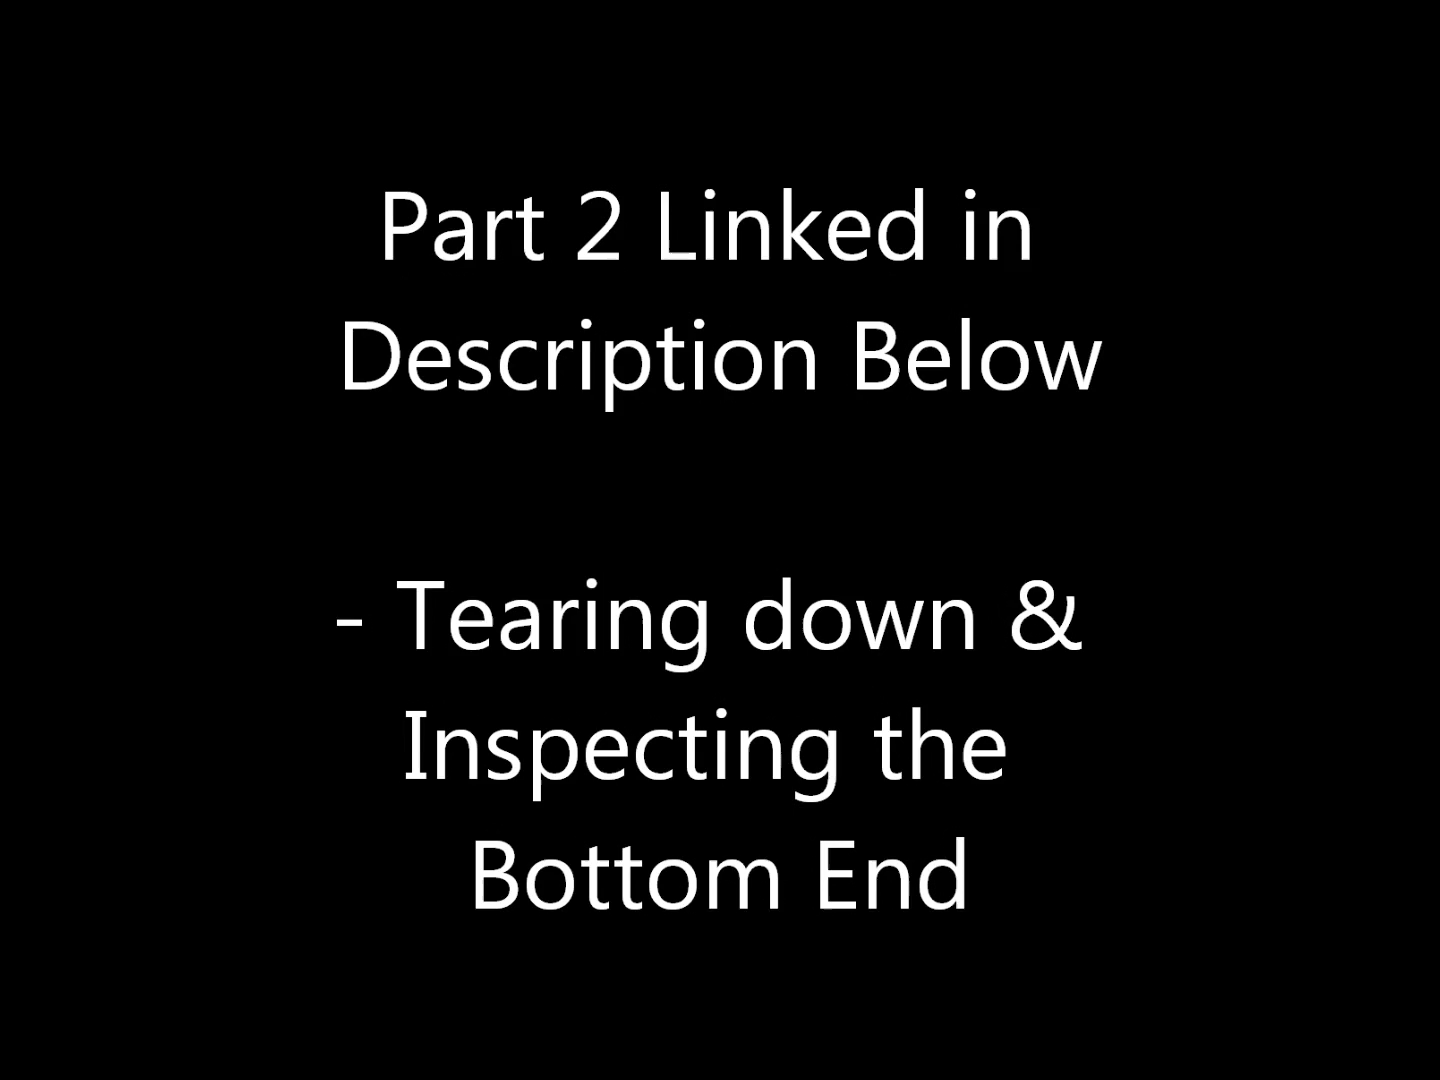 Part 2 Linked in
Description Below
- Tearing down &
Inspecting the
Bottom End